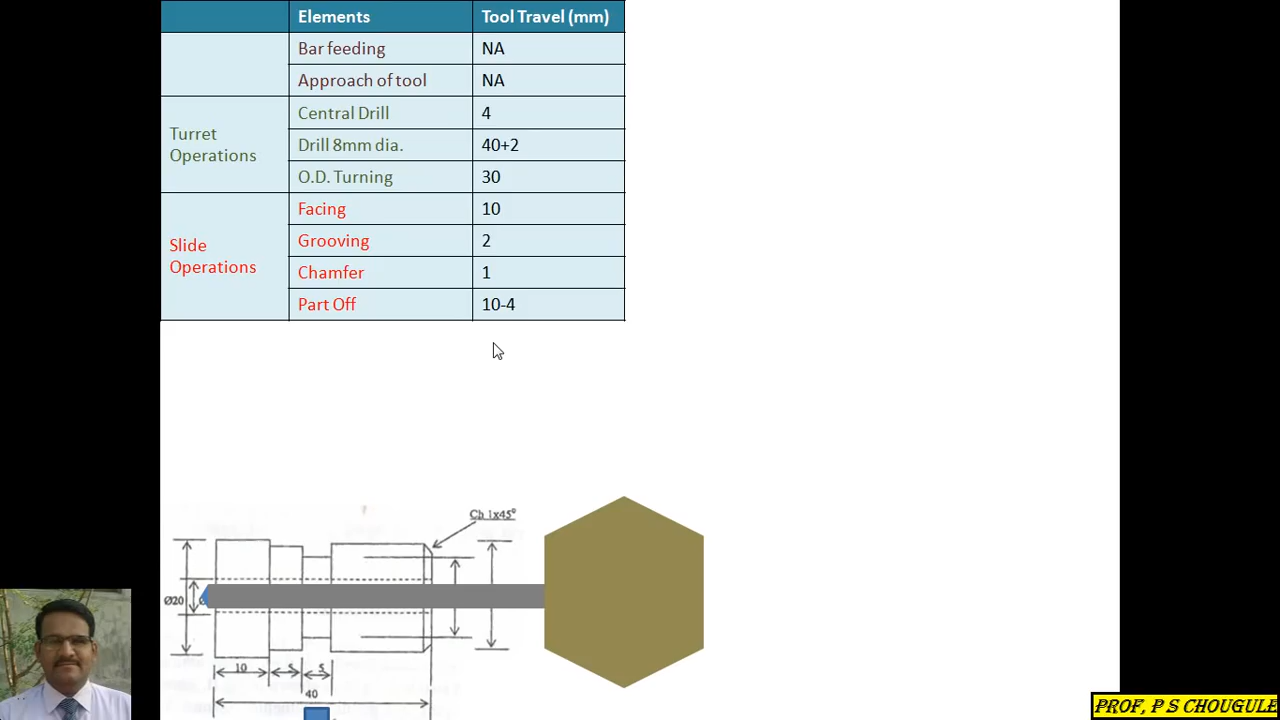 Elements Tool Travel (mm)
Bar feeding NA
Approach of tool NA
Turret Operations
Central Drill 4
Drill 8mm dia. 40+2
O.D. Turning 30
Slide Operations
Facing 10
Grooving 2
Chamfer 1
Part Off 10-4
Ch 1x45°
Ø20
10 5 5
40
PROF, P S CHOUGULE